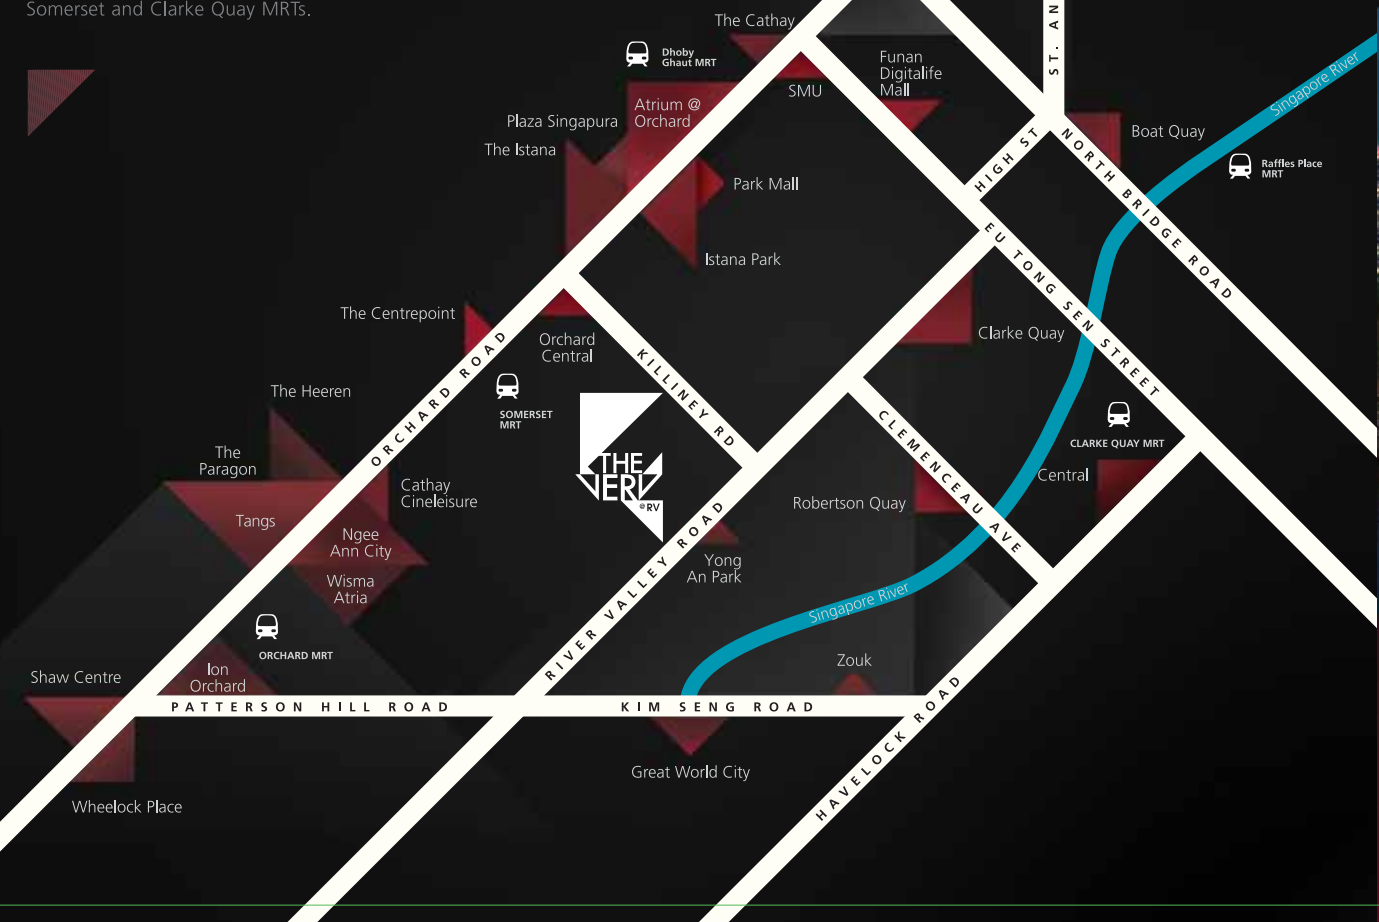 Somerset and Clarke Quay MRTs.
The Cathay
ST. AN
Dhoby
Ghaut MRT
Funan
Digitalife
Mall
Singapore River
SMU
Atrium @
Orchard
Plaza Singapura
The Istana
Boat Quay
HIGH ST
NORTH BRIDGE ROAD
Raffles Place
MRT
Park Mall
Istana Park
EU TONG SEN STREET
The Centrepoint
Orchard
Central
Clarke Quay
ORCHARD ROAD
KILLINEY RD
SOMERSET
MRT
The Heeren
THE
VERV
@RV
CLEMENCEAU AVE
CLARKE QUAY MRT
The
Paragon
Cathay
Cineleisure
Central
Robertson Quay
Tangs
Ngee
Ann City
Wisma
Atria
Yong
An Park
RIVER VALLEY ROAD
Singapore River
ORCHARD MRT
Shaw Centre
Ion
Orchard
Zouk
PATTERSON HILL ROAD
KIM SENG ROAD
HAVELOCK ROAD
Great World City
Wheelock Place